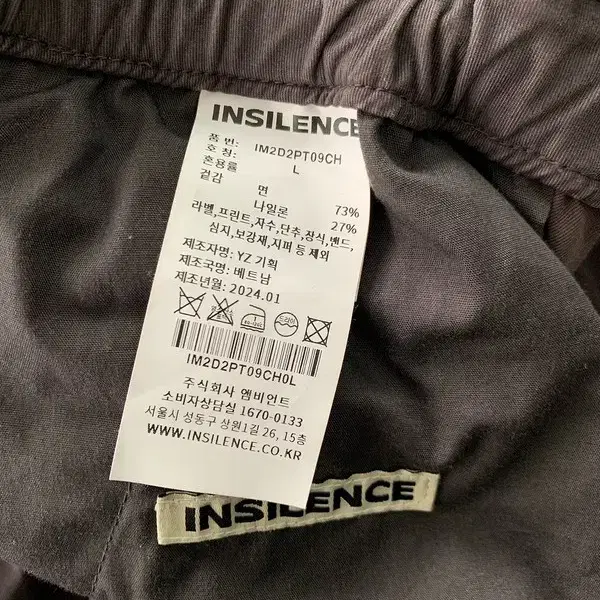 INSILENCE
품 번: IM2D2PT09CH
호 칭: L
혼용률
겉감
면 73%
나일론 27%
라벨,프린트,자수,단추,장식,밴드,
심지,보강재,지퍼 등 제외
제조자명: YZ 기획
제조국명: 베트남
제조년월: 2024.01
드라이
IM2D2PT09CH0L
주식회사 엠비언트
소비자상담실 1670-0133
서울시 성동구 상원1길 26, 15층
WWW.INSILENCE.CO.KR
INSILENCE